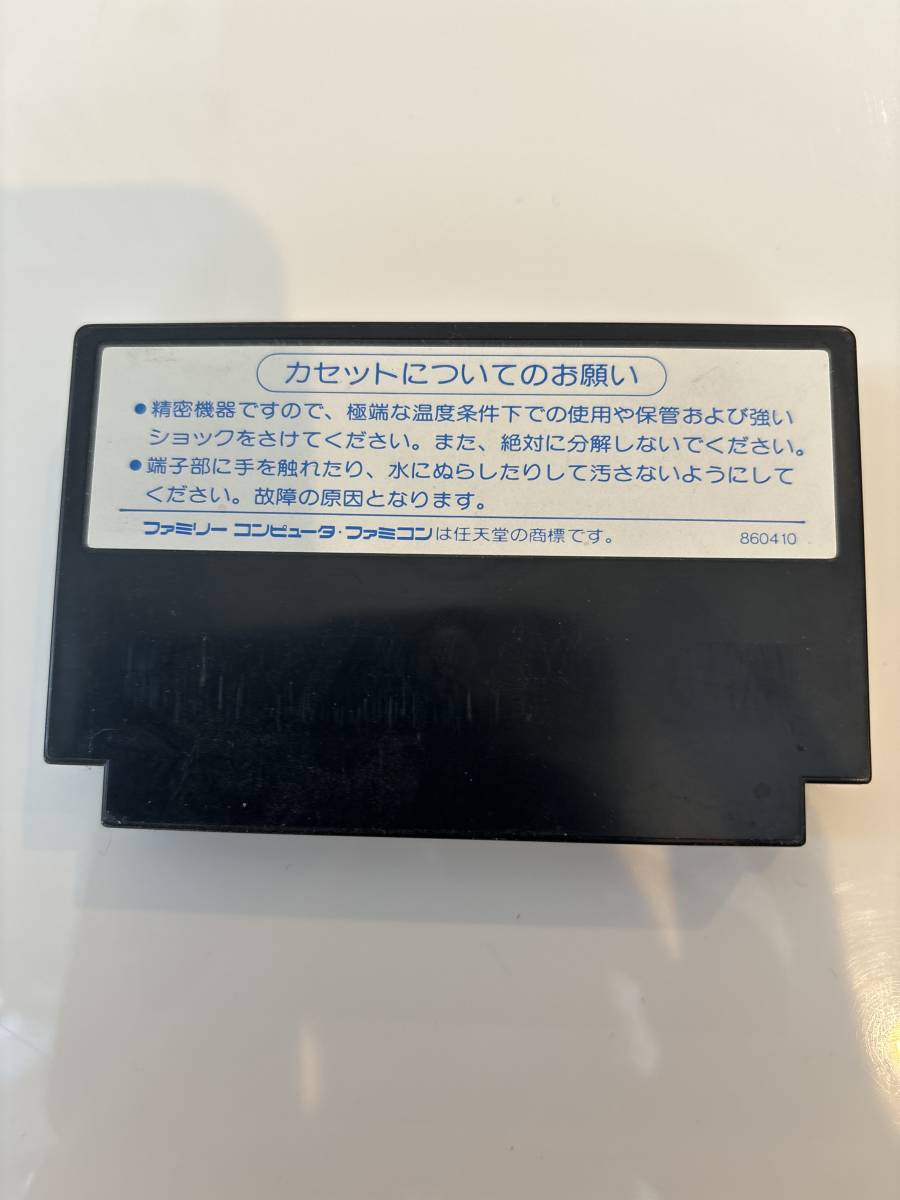 カセットについてのお願い
●精密機器ですので、極端な温度条件下での使用や保管および強い
ショックをさけてください。また、絶対に分解しないでください。
●端子部に手を触れたり、水にぬらしたりして汚さないようにして
ください。故障の原因となります。
ファミリーコンピュータ・ファミコンは任天堂の商標です。 860410